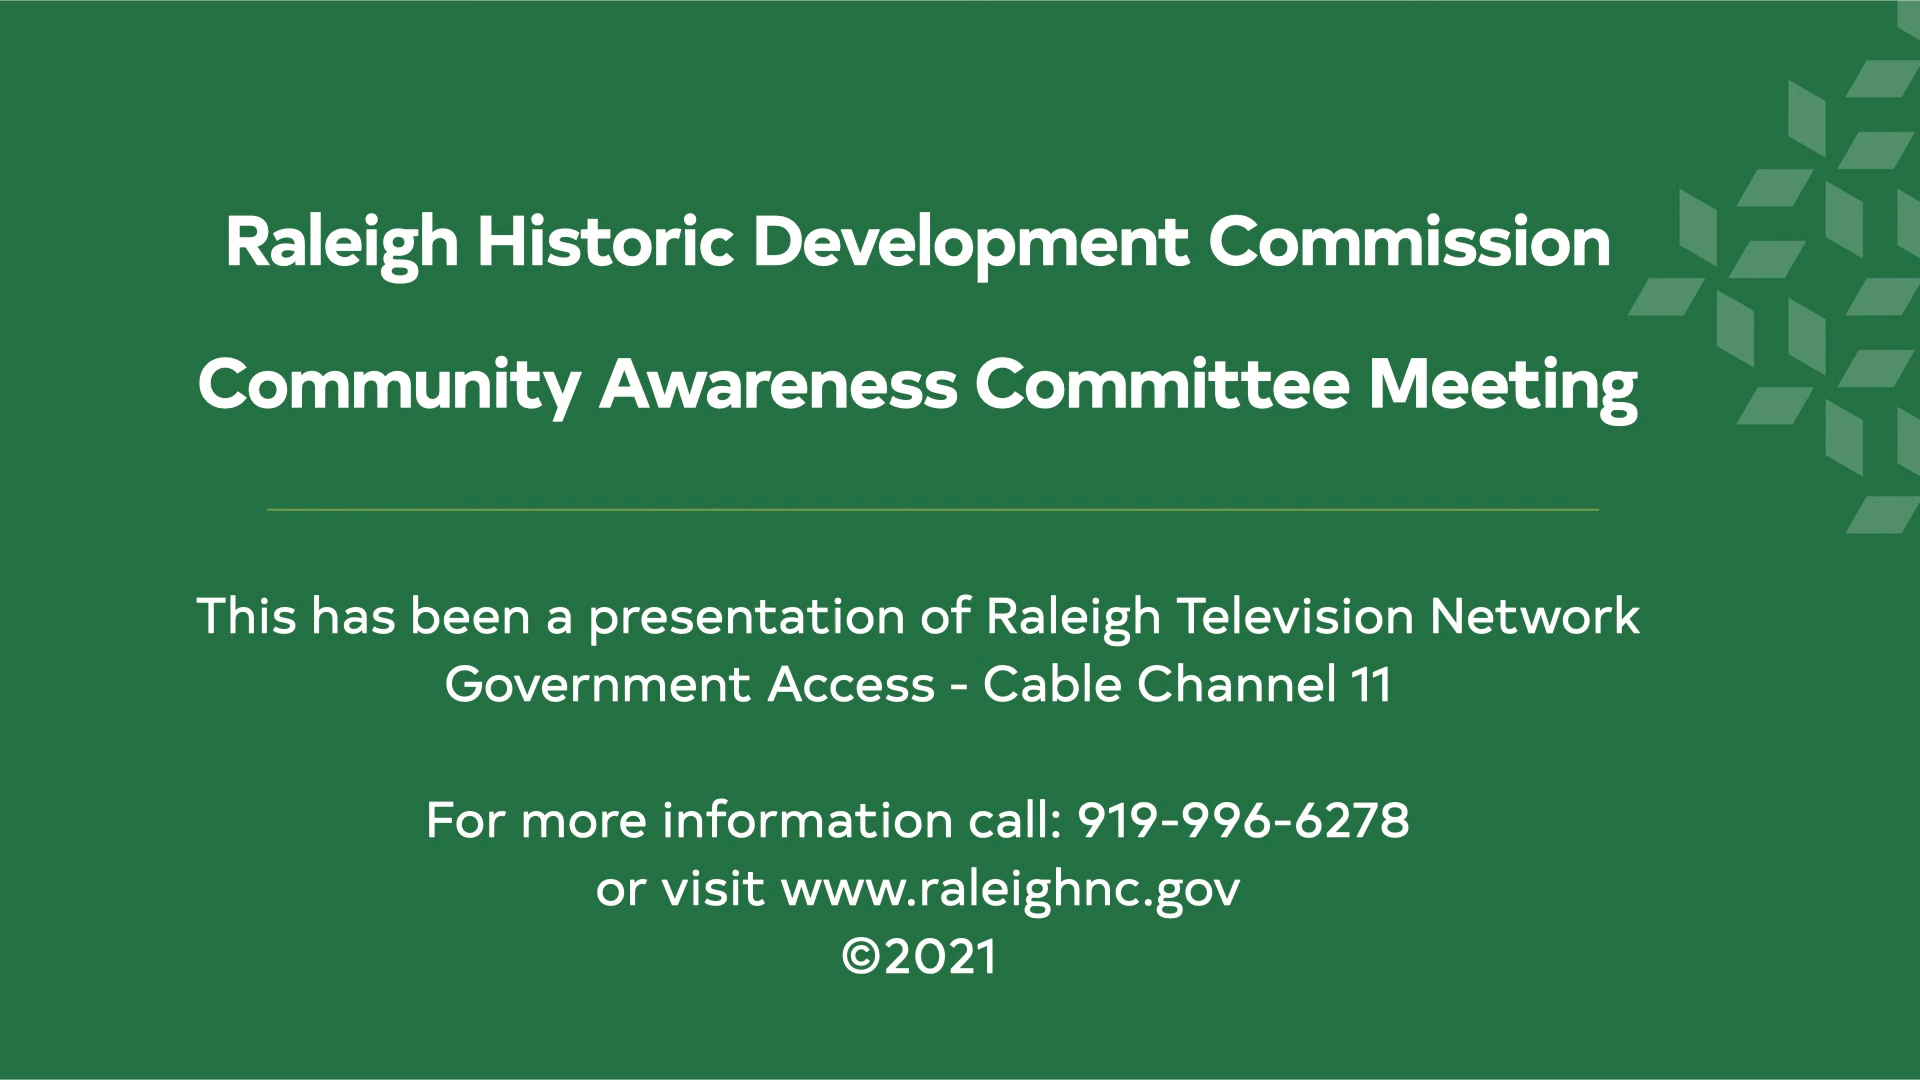 Raleigh Historic Development Commission
Community Awareness Committee Meeting
This has been a presentation of Raleigh Television Network
Government Access - Cable Channel 11
For more information call: 919-996-6278
or visit www.raleighnc.gov
©2021